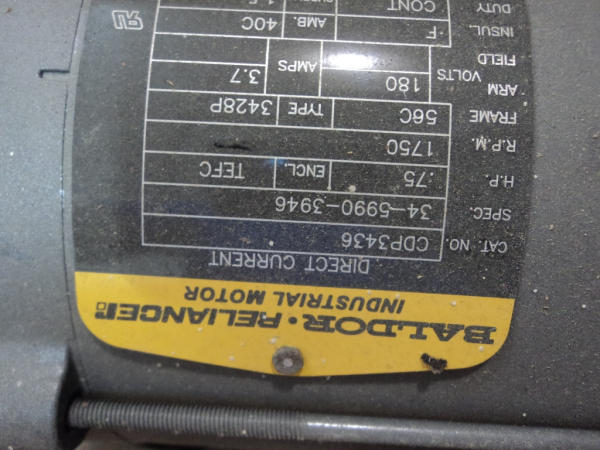 BALDOR • RELIANCE
INDUSTRIAL MOTOR
DIRECT CURRENT
CAT. NO. CDP3436
SPEC. 34-5990-3946
H.P. .75 ENCL. TEFC
R.P.M. 1750
FRAME 56C TYPE 3428P
ARM VOLTS 180 AMPS 3.7
FIELD
INSUL. F AMB. 40C
DUTY CONT